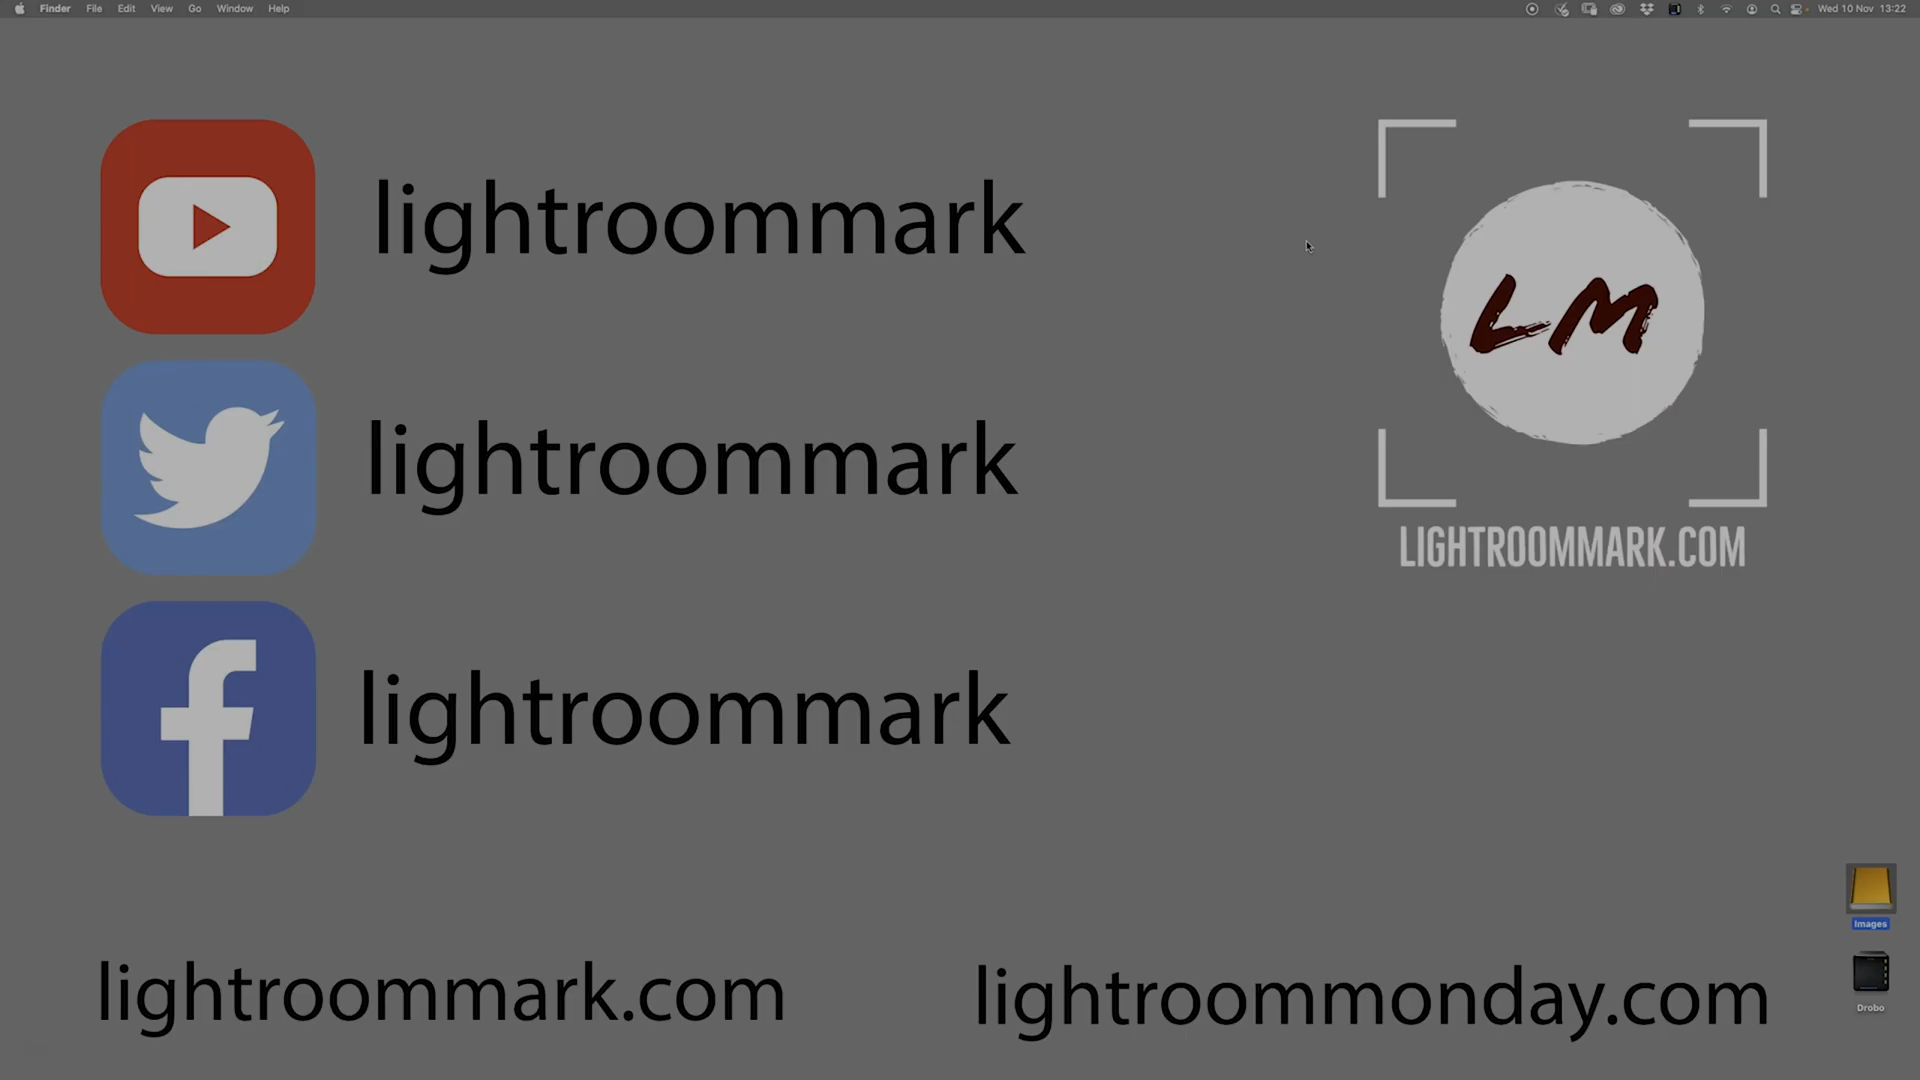 Finder File Edit View Go Window Help
Wed 10 Nov 13:22
lightroommark
LM
lightroommark
LIGHTROOMMARK.COM
lightroommark
Images
lightroommark.com
lightroommonday.com
Drobo